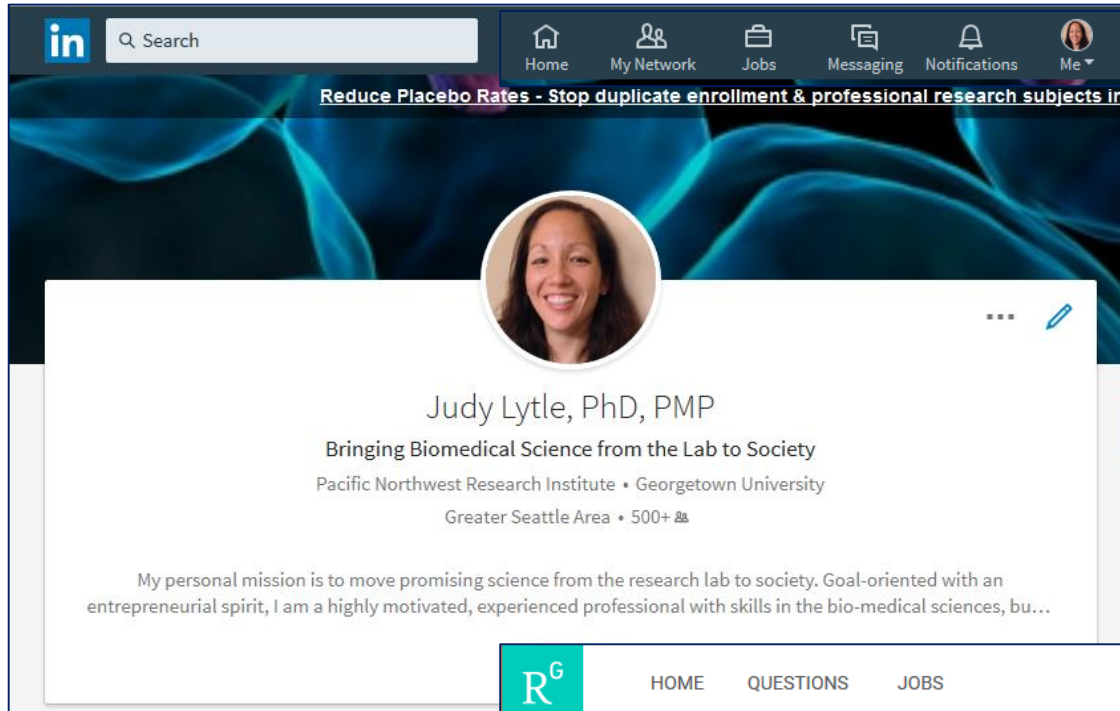 in
Search
Home My Network Jobs Messaging Notifications Me
Reduce Placebo Rates - Stop duplicate enrollment & professional research subjects in
Judy Lytle, PhD, PMP
Bringing Biomedical Science from the Lab to Society
Pacific Northwest Research Institute • Georgetown University
Greater Seattle Area • 500+
My personal mission is to move promising science from the research lab to society. Goal-oriented with an
entrepreneurial spirit, I am a highly motivated, experienced professional with skills in the bio-medical sciences, bu…
RG HOME QUESTIONS JOBS